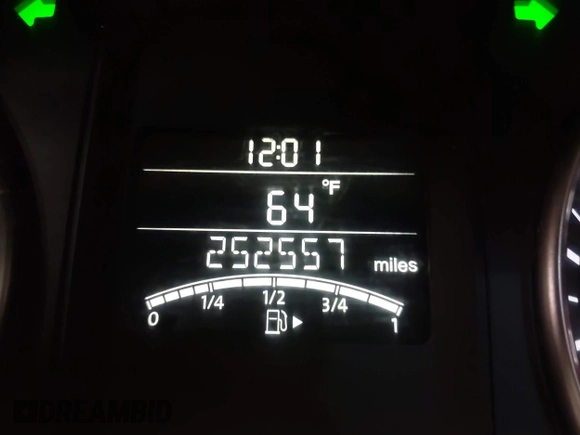 12:01
64 °F
252557 miles
0 1/4 1/2 3/4 1
DREAMBID